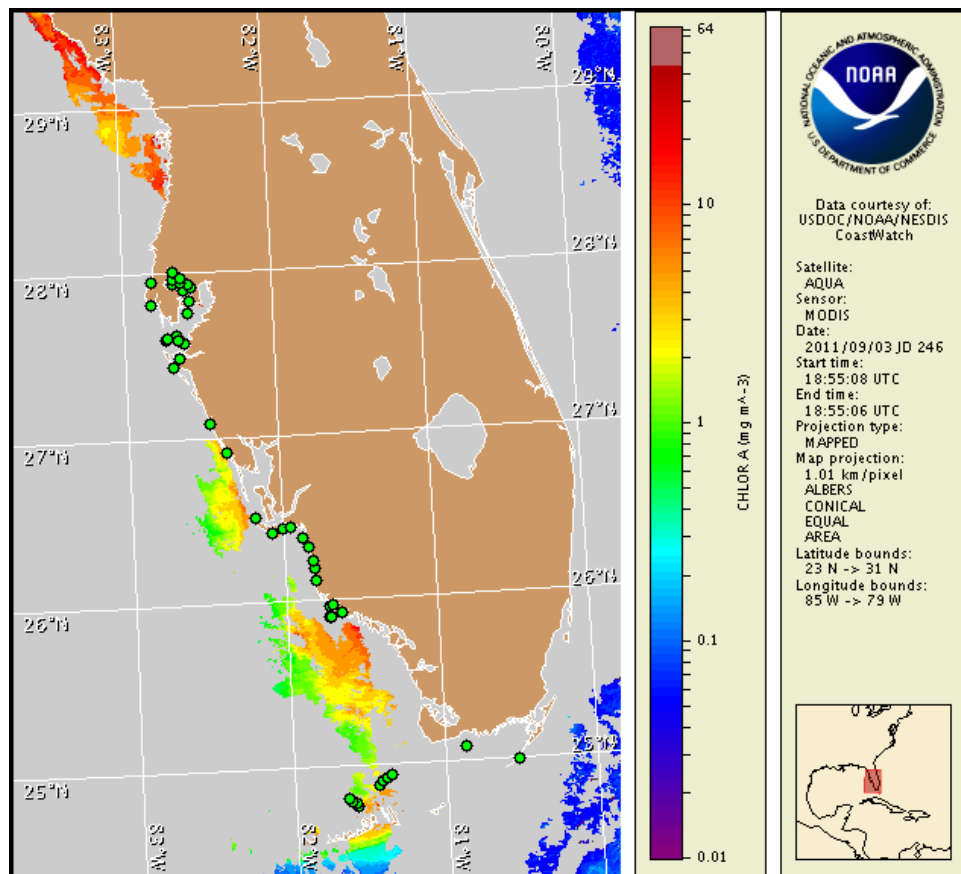 83°W
82°W
81°W
80°W
29°N
29°N
28°N
28°N
27°N
27°N
26°N
26°N
25°N
25°N
83°W
82°W
81°W
64
10
1
0.1
0.01
CHLOR A (mg m^-3)
NATIONAL OCEANIC AND ATMOSPHERIC ADMINISTRATION
NOAA
U.S. DEPARTMENT OF COMMERCE
Data courtesy of:
USDOC/NOAA/NESDIS
CoastWatch
Satellite:
AQUA
Sensor:
MODIS
Date:
2011/09/03 JD 246
Start time:
18:55:08 UTC
End time:
18:55:06 UTC
Projection type:
MAPPED
Map projection:
1.01 km/pixel
ALBERS
CONICAL
EQUAL
AREA
Latitude bounds:
23 N -> 31 N
Longitude bounds:
85 W -> 79 W